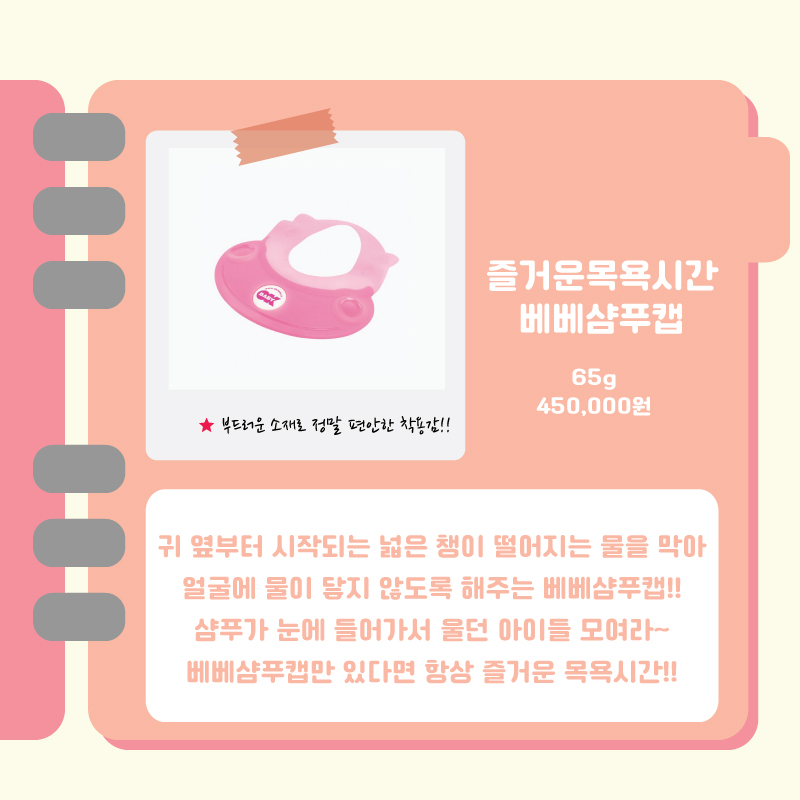 ★ 부드러운 소재로 정말 편안한 착용감!!
즐거운목욕시간
베베샴푸캡
65g
450,000원
귀 옆부터 시작되는 넓은 챙이 떨어지는 물을 막아
얼굴에 물이 닿지 않도록 해주는 베베샴푸캡!!
샴푸가 눈에 들어가서 울던 아이들 모여라~
베베샴푸캡만 있다면 항상 즐거운 목욕시간!!